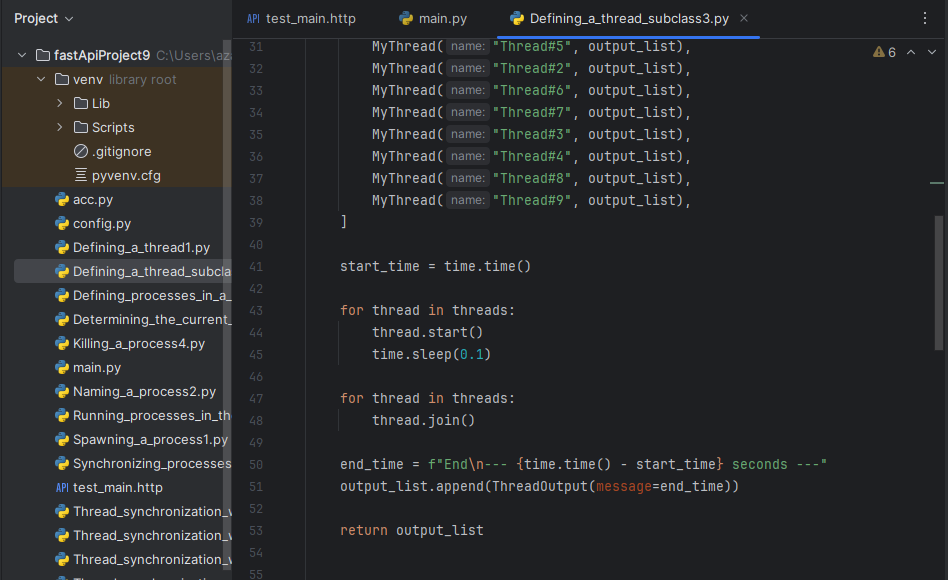 Project
test_main.http
main.py
Defining_a_thread_subclass3.py
fastApiProject9 C:\Users\aza
venv library root
Lib
Scripts
.gitignore
pyvenv.cfg
acc.py
config.py
Defining_a_thread1.py
Defining_a_thread_subcla
Defining_processes_in_a_
Determining_the_current_
Killing_a_process4.py
main.py
Naming_a_process2.py
Running_processes_in_the
Spawning_a_process1.py
Synchronizing_processes
API test_main.http
Thread_synchronization_w
Thread_synchronization_w
Thread_synchronization_w
6
31 MyThread( name: "Thread#5", output_list),
32 MyThread( name: "Thread#2", output_list),
33 MyThread( name: "Thread#6", output_list),
34 MyThread( name: "Thread#7", output_list),
35 MyThread( name: "Thread#3", output_list),
36 MyThread( name: "Thread#4", output_list),
37 MyThread( name: "Thread#8", output_list),
38 MyThread( name: "Thread#9", output_list),
39 ]
40
41 start_time = time.time()
42
43 for thread in threads:
44 thread.start()
45 time.sleep(0.1)
46
47 for thread in threads:
48 thread.join()
49
50 end_time = f"End\n--- {time.time() - start_time} seconds ---"
51 output_list.append(ThreadOutput(message=end_time))
52
53 return output_list
54
55